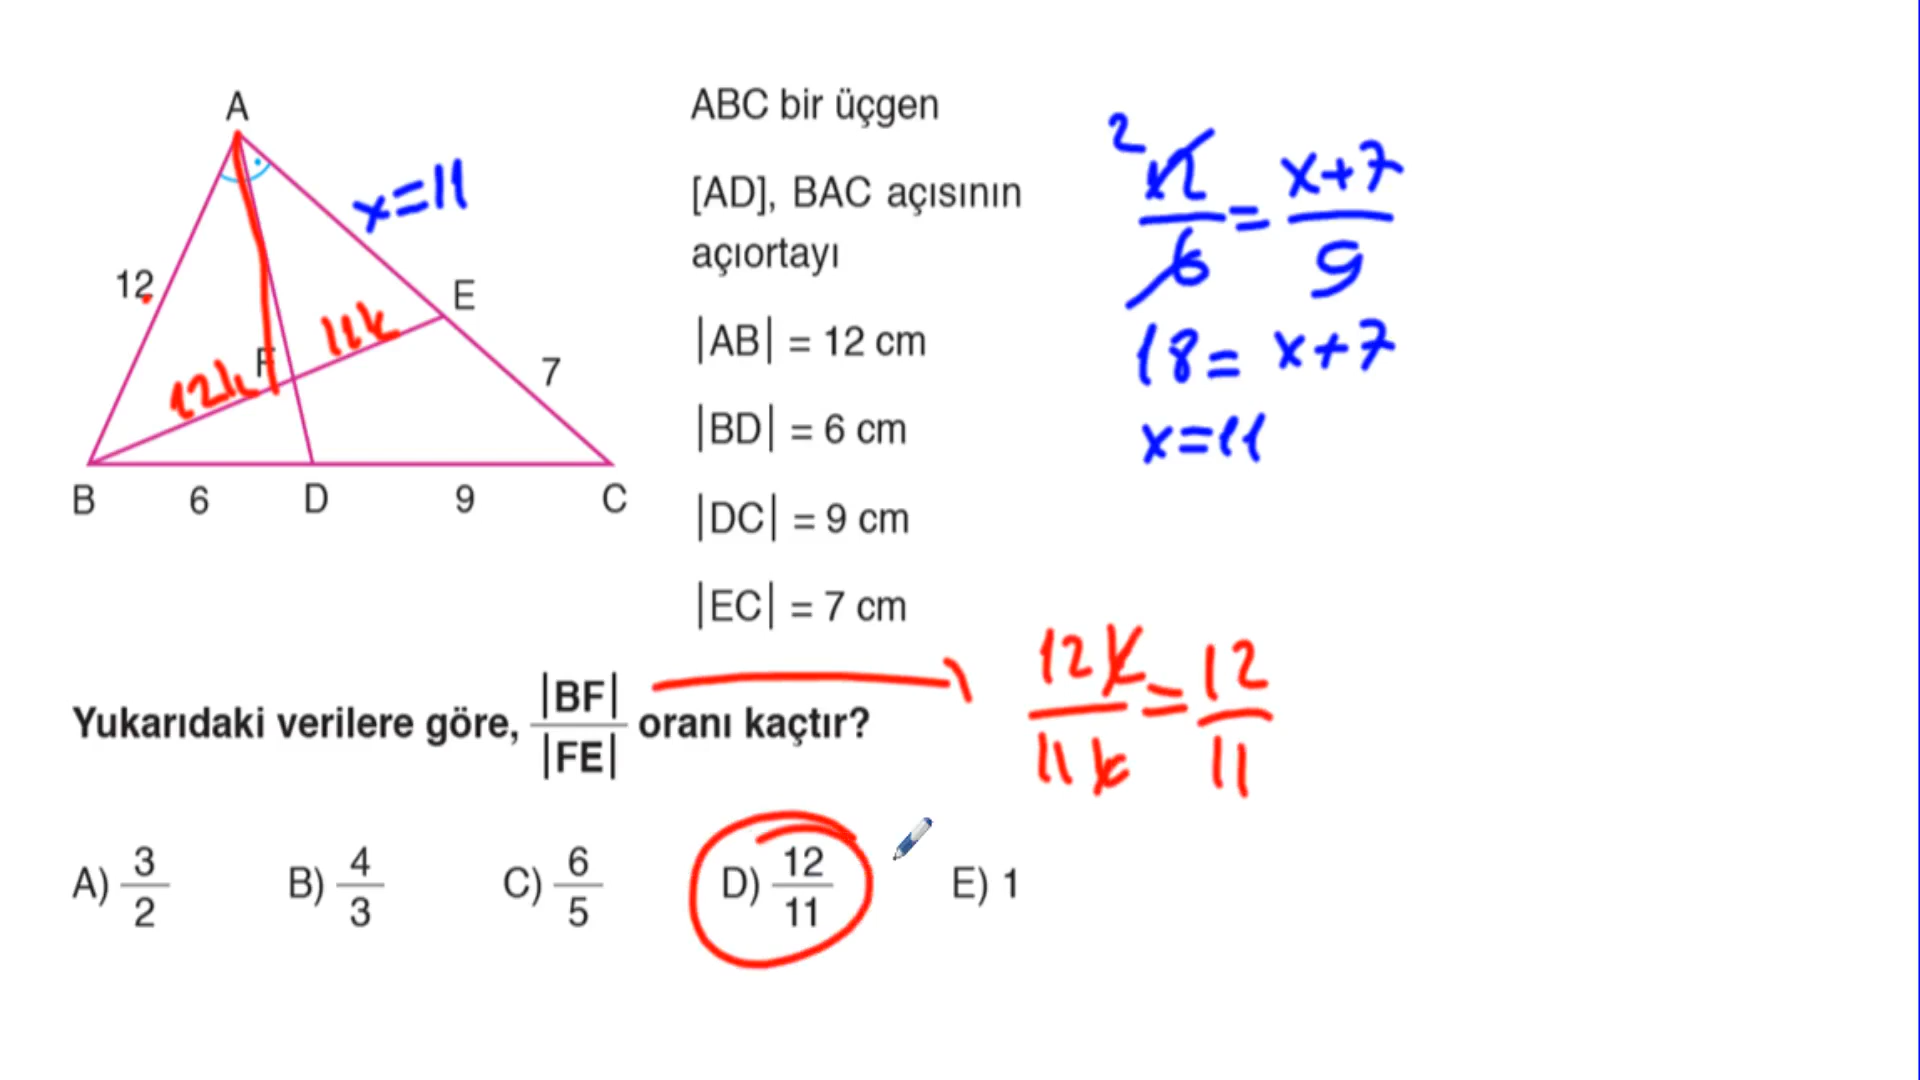 A
x=11
12
E
11k
F
12k
7
B 6 D 9 C
ABC bir üçgen
[AD], BAC açısının
açıortayı
|AB| = 12 cm
|BD| = 6 cm
|DC| = 9 cm
|EC| = 7 cm
2
12/6 = x+7/9
18 = x+7
x=11
Yukarıdaki verilere göre, |BF|/|FE| oranı kaçtır?
12k/11k = 12/11
A) 3/2 B) 4/3 C) 6/5 D) 12/11 E) 1